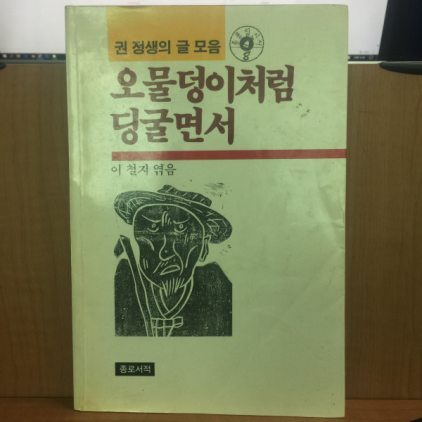 권 정생의 글 모음
오물덩이처럼
딩굴면서
이 철지 엮음
종로서적